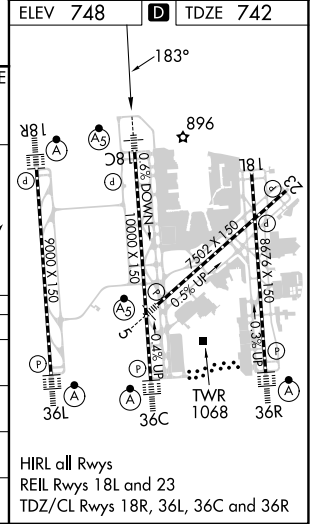 ELEV 748 D TDZE 742
183°
18R
A
A5
18C
896
18L
23
P
P
P
P
0.6% DOWN
9000 X 150
10000 X 150
7502 X 150
0.5% UP
8676 X 150
A5
P
5
0.4% UP
0.3% UP
P
P
P
36L
A
A
36C
TWR
1068
36R
A
HIRL all Rwys
REIL Rwys 18L and 23
TDZ/CL Rwys 18R, 36L, 36C and 36R